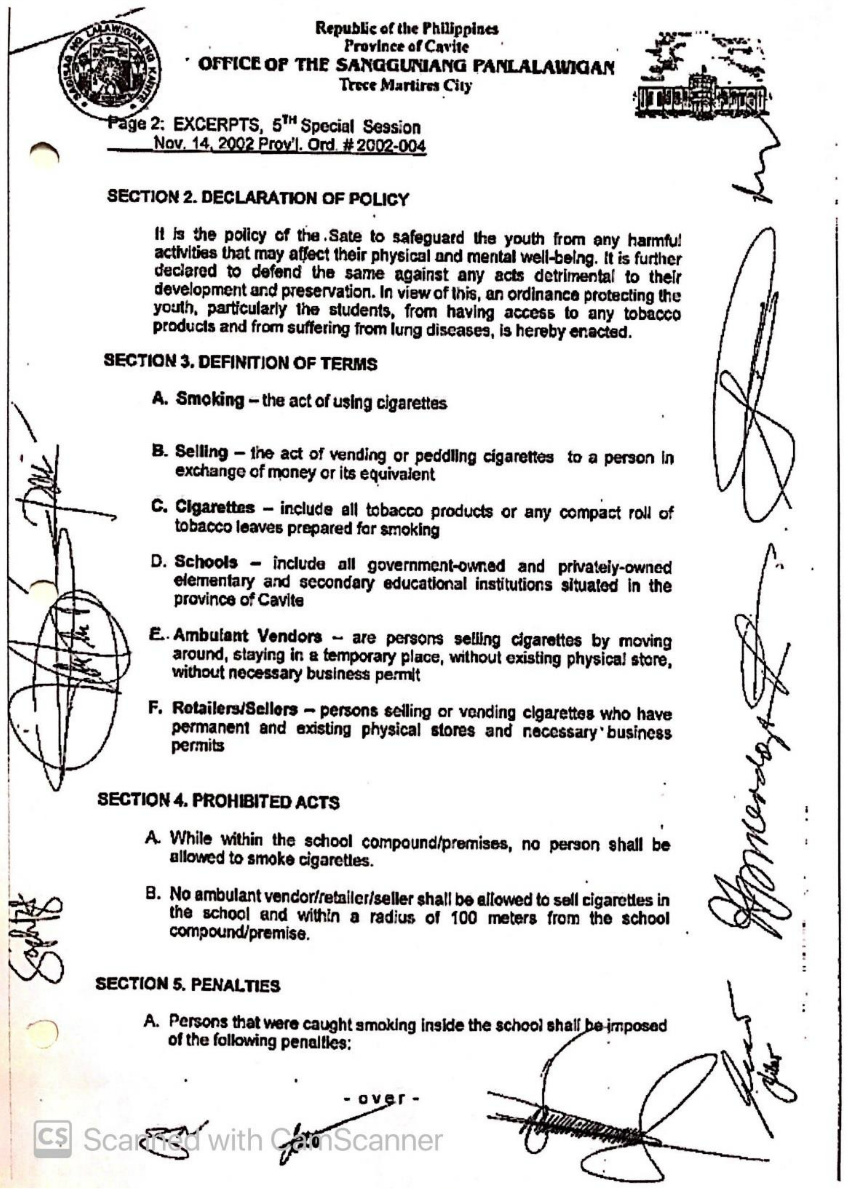 Republic of the Philippines
Province of Cavite
OFFICE OF THE SANGGUNIANG PANLALAWIGAN
Trece Martires City
Page 2: EXCERPTS, 5TH Special Session
Nov. 14, 2002 Prov'l. Ord. # 2002-004
SECTION 2. DECLARATION OF POLICY
It is the policy of the Sate to safeguard the youth from any harmful
activities that may affect their physical and mental well-being. It is further
declared to defend the same against any acts detrimental to their
development and preservation. In view of this, an ordinance protecting the
youth, particularly the students, from having access to any tobacco
products and from suffering from lung diseases, is hereby enacted.
SECTION 3. DEFINITION OF TERMS
A. Smoking – the act of using cigarettes
B. Selling – the act of vending or peddling cigarettes to a person in
exchange of money or its equivalent
C. Cigarettes – include all tobacco products or any compact roll of
tobacco leaves prepared for smoking
D. Schools – include all government-owned and privately-owned
elementary and secondary educational institutions situated in the
province of Cavite
E. Ambulant Vendors – are persons selling cigarettes by moving
around, staying in a temporary place, without existing physical store,
without necessary business permit
F. Retailers/Sellers – persons selling or vending cigarettes who have
permanent and existing physical stores and necessary business
permits
SECTION 4. PROHIBITED ACTS
A. While within the school compound/premises, no person shall be
allowed to smoke cigarettes.
B. No ambulant vendor/retailer/seller shall be allowed to sell cigarettes in
the school and within a radius of 100 meters from the school
compound/premise.
SECTION 5. PENALTIES
A. Persons that were caught smoking inside the school shall be imposed
of the following penalties:
- over -
CS Scanned with CamScanner